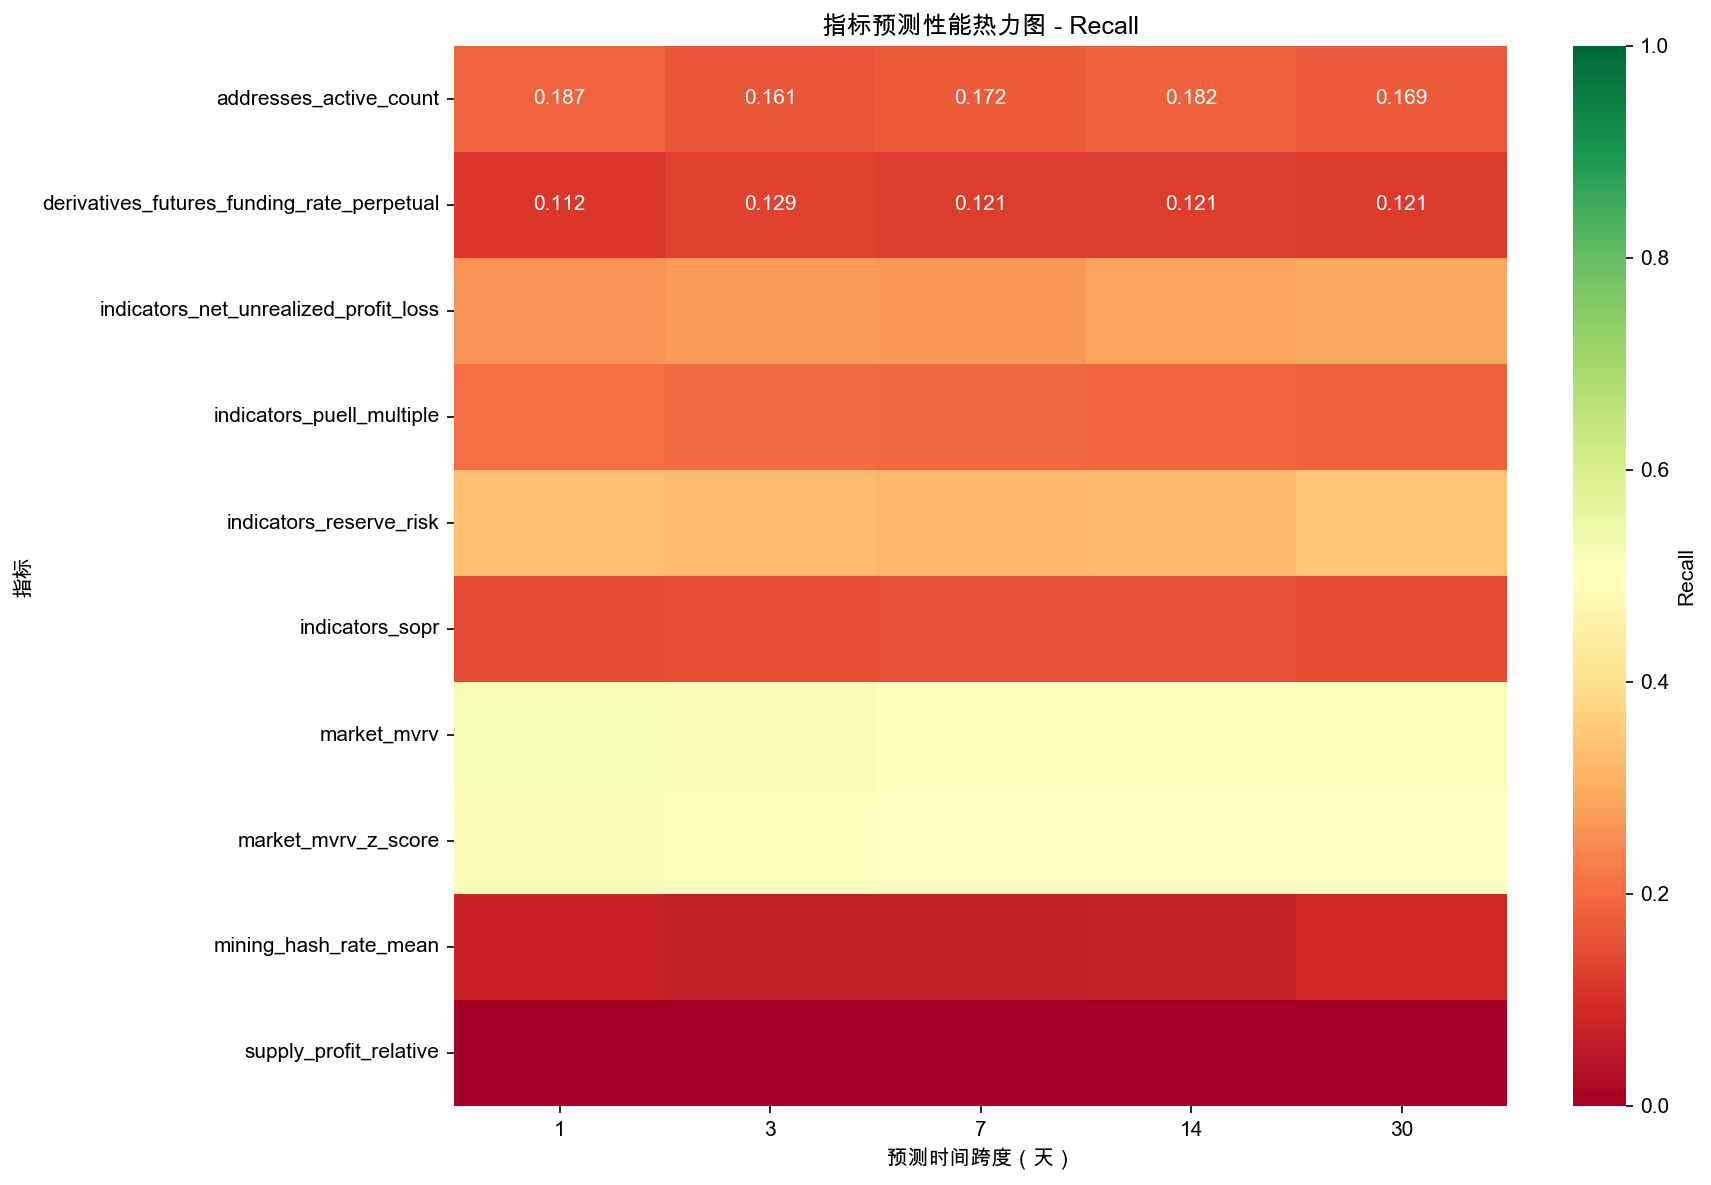 指标预测性能热力图 - Recall
addresses_active_count
0.187 0.161 0.172 0.182 0.169
derivatives_futures_funding_rate_perpetual
0.112 0.129 0.121 0.121 0.121
indicators_net_unrealized_profit_loss
indicators_puell_multiple
indicators_reserve_risk
indicators_sopr
market_mvrv
market_mvrv_z_score
mining_hash_rate_mean
supply_profit_relative
指标
1 3 7 14 30
预测时间跨度（天）
1.0
0.8
0.6
0.4
0.2
0.0
Recall